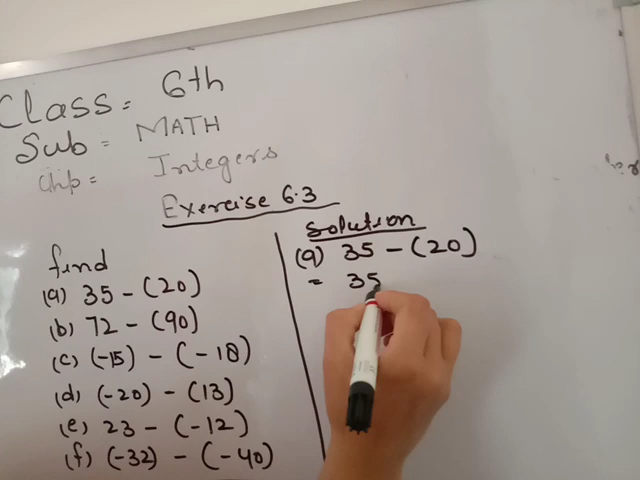 Class = 6th
Sub = MATH
Chp = Integers
Exercise 6.3
find
(a) 35 - (20)
(b) 72 - (90)
(c) (-15) - (-18)
(d) (-20) - (13)
(e) 23 - (-12)
(f) (-32) - (-40)
Solution
(a) 35 - (20)
= 35